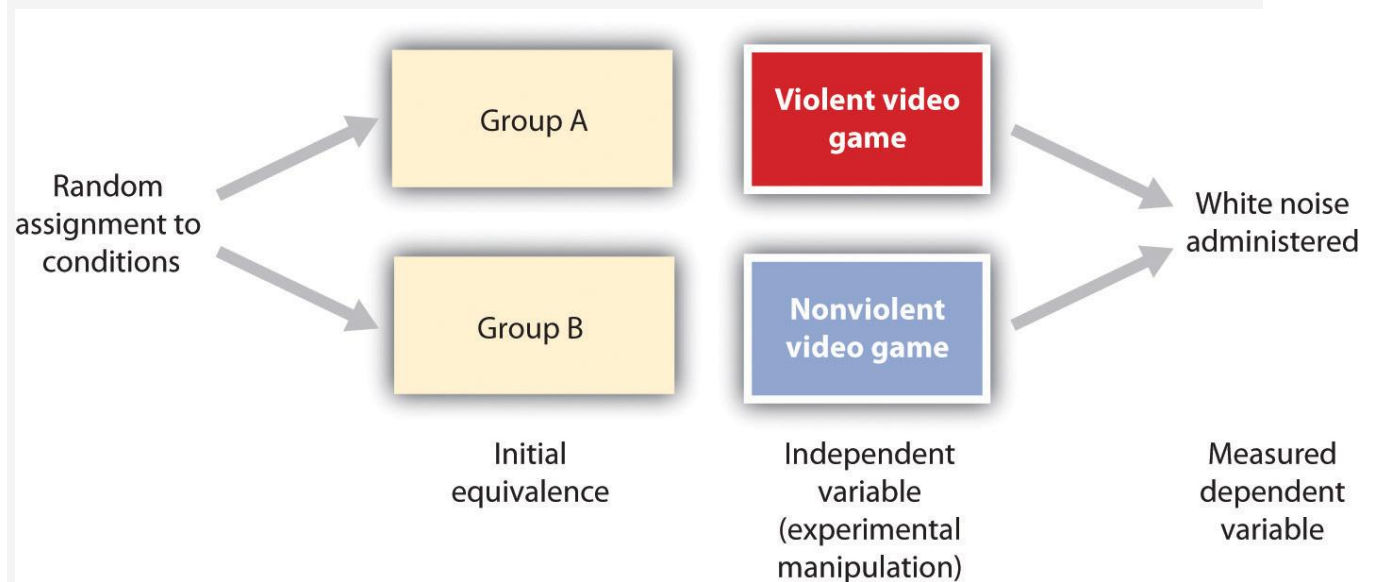 Random
assignment to
conditions
Group A
Group B
Initial
equivalence
Violent video
game
Nonviolent
video game
Independent
variable
(experimental
manipulation)
White noise
administered
Measured
dependent
variable